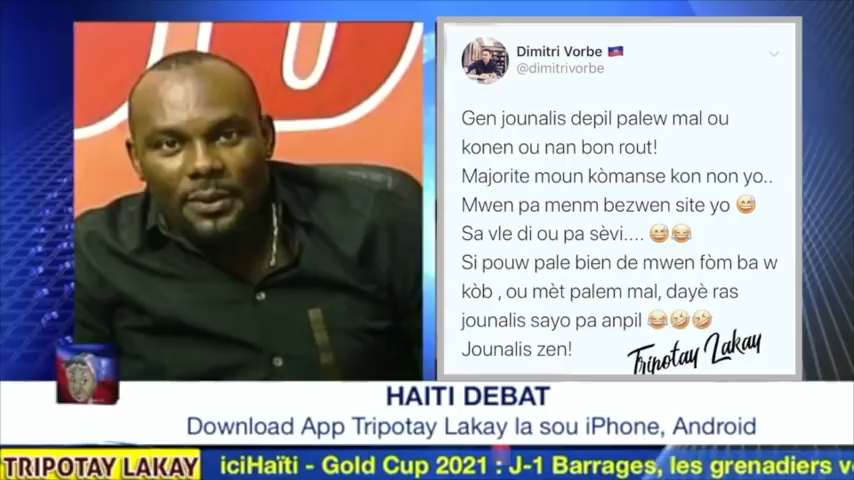 Dimitri Vorbe 🇭🇹
@dimitrivorbe
Gen jounalis depil palew mal ou
konen ou nan bon rout!
Majorite moun kòmanse kon non yo..
Mwen pa menm bezwen site yo 😅
Sa vle di ou pa sèvi.... 😅😂
Si pouw pale bien de mwen fòm ba w
kòb , ou mèt palem mal, dayè ras
jounalis sayo pa anpil 😂🤣🤣
Jounalis zen!
Tripotay Lakay
HAITI DEBAT
Download App Tripotay Lakay la sou iPhone, Android
TRIPOTAY LAKAY
iciHaïti - Gold Cup 2021 : J-1 Barrages, les grenadiers v